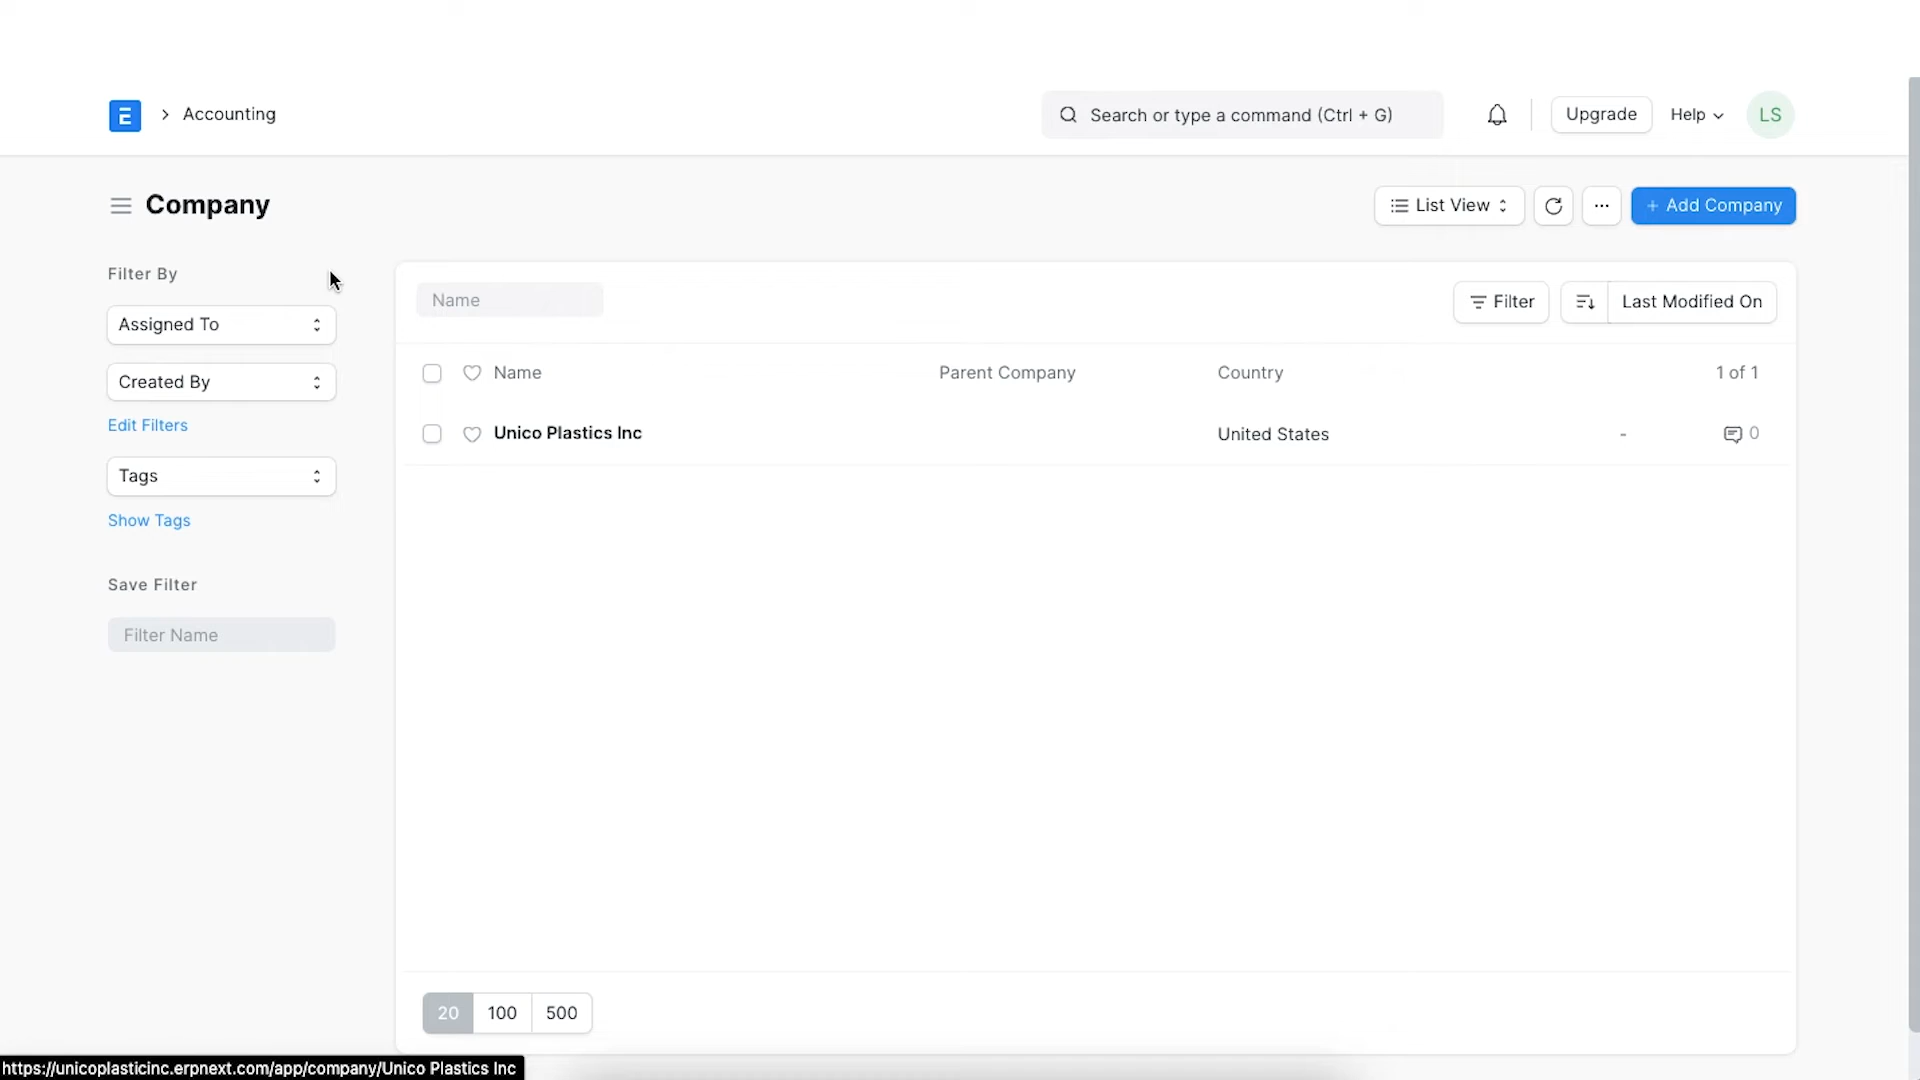 E
Accounting
Search or type a command (Ctrl + G)
Upgrade
Help
LS
Company
List View
+ Add Company
Filter By
Assigned To
Created By
Edit Filters
Tags
Show Tags
Save Filter
Filter Name
Name
Filter
Last Modified On
Name Parent Company Country 1 of 1
Unico Plastics Inc United States - 0
20 100 500
https://unicoplasticinc.erpnext.com/app/company/Unico Plastics Inc